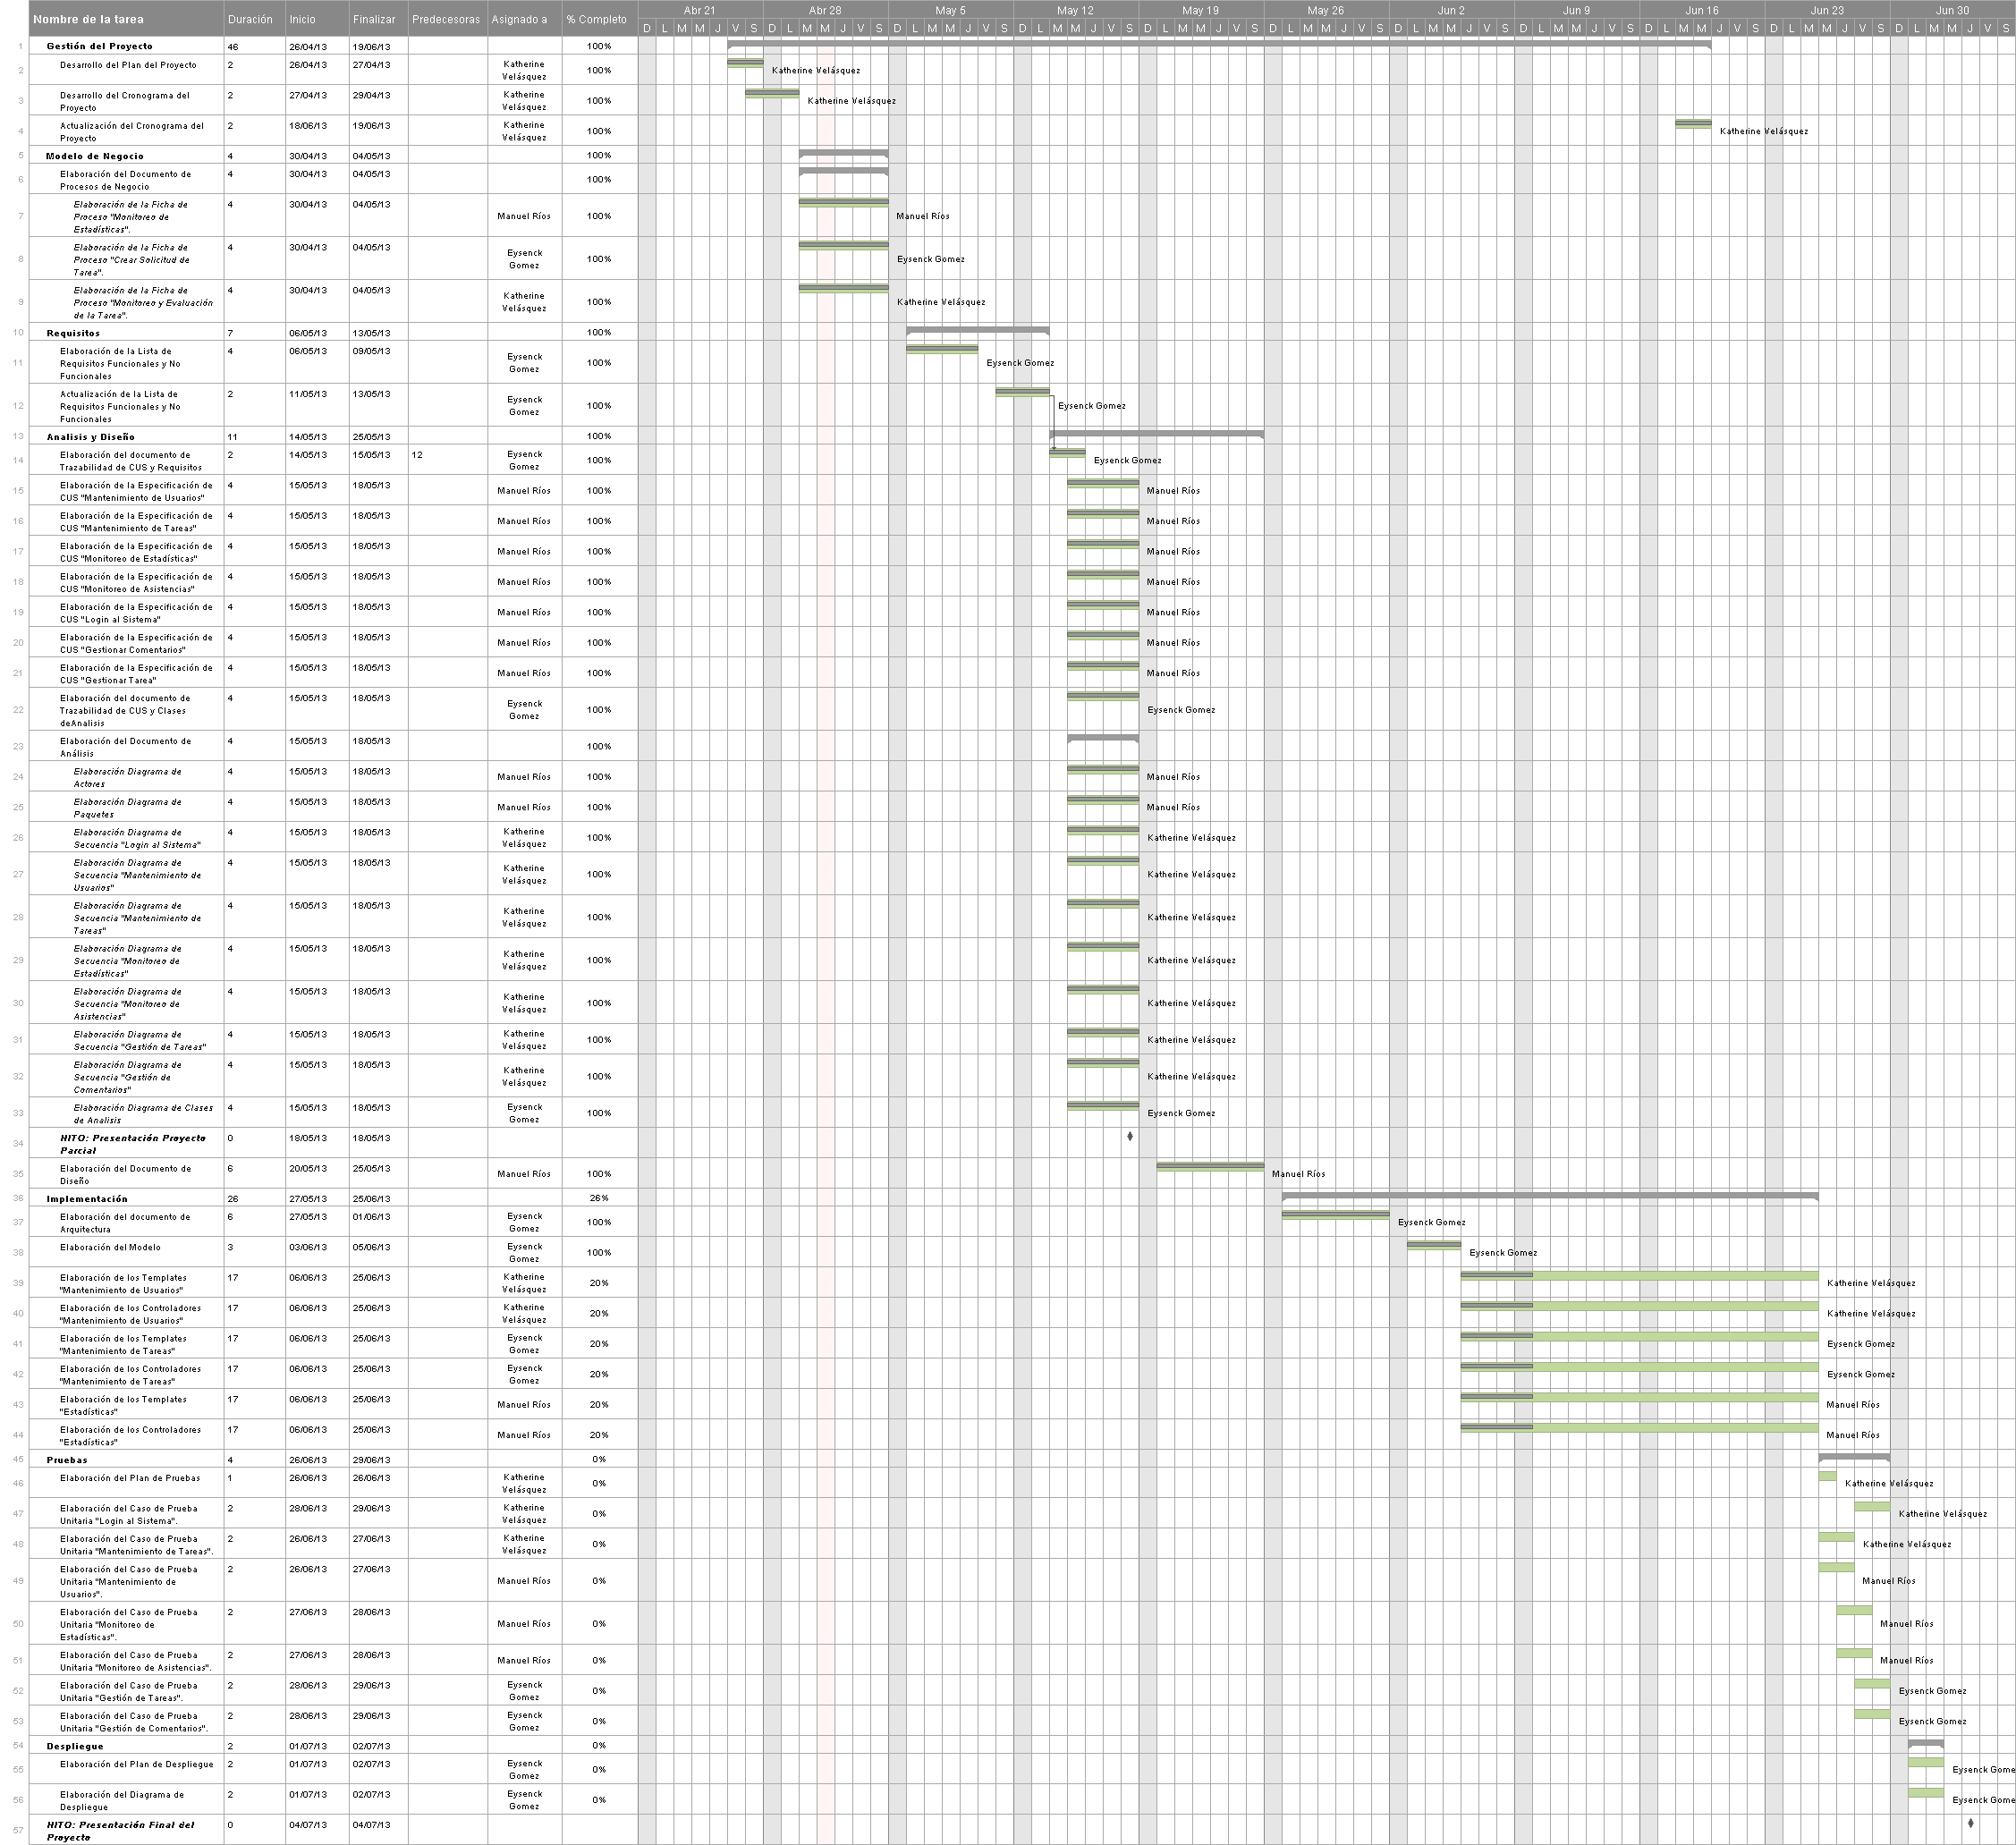 Nombre de la tarea Duración Inicio Finalizar Predecesoras Asignado a % Completo Abr 21 Abr 28 May 5 May 12 May 19 May 26 Jun 2 Jun 9 Jun 16 Jun 23 Jun 30
D L M M J V S D L M M J V S D L M M J V S D L M M J V S D L M M J V S D L M M J V S D L M M J V S D L M M J V S D L M M J V S D L M M J V S D L M M J V S
1 Gestión del Proyecto 46 26/04/13 19/06/13 100%
2 Desarrollo del Plan del Proyecto 2 26/04/13 27/04/13 Katherine Velásquez 100% Katherine Velásquez
3 Desarrollo del Cronograma del Proyecto 2 27/04/13 29/04/13 Katherine Velásquez 100% Katherine Velásquez
4 Actualización del Cronograma del Proyecto 2 18/06/13 19/06/13 Katherine Velásquez 100% Katherine Velásquez
5 Modelo de Negocio 4 30/04/13 04/05/13 100%
6 Elaboración del Documento de Procesos de Negocio 4 30/04/13 04/05/13 100%
7 Elaboración de la Ficha de Proceso "Monitoreo de Estadísticas". 4 30/04/13 04/05/13 Manuel Ríos 100% Manuel Ríos
8 Elaboración de la Ficha de Proceso "Crear Solicitud de Tarea". 4 30/04/13 04/05/13 Eysenck Gomez 100% Eysenck Gomez
9 Elaboración de la Ficha de Proceso "Monitoreo y Evaluación de la Tarea". 4 30/04/13 04/05/13 Katherine Velásquez 100% Katherine Velásquez
10 Requisitos 7 06/05/13 13/05/13 100%
11 Elaboración de la Lista de Requisitos Funcionales y No Funcionales 4 06/05/13 09/05/13 Eysenck Gomez 100% Eysenck Gomez
12 Actualización de la Lista de Requisitos Funcionales y No Funcionales 2 11/05/13 13/05/13 Eysenck Gomez 100% Eysenck Gomez
13 Analisis y Diseño 11 14/05/13 25/05/13 100%
14 Elaboración del documento de Trazabilidad de CUS y Requisitos 2 14/05/13 15/05/13 12 Eysenck Gomez 100% Eysenck Gomez
15 Elaboración de la Especificación de CUS "Mantenimiento de Usuarios" 4 15/05/13 18/05/13 Manuel Ríos 100% Manuel Ríos
16 Elaboración de la Especificación de CUS "Mantenimiento de Tareas" 4 15/05/13 18/05/13 Manuel Ríos 100% Manuel Ríos
17 Elaboración de la Especificación de CUS "Monitoreo de Estadísticas" 4 15/05/13 18/05/13 Manuel Ríos 100% Manuel Ríos
18 Elaboración de la Especificación de CUS "Monitoreo de Asistencias" 4 15/05/13 18/05/13 Manuel Ríos 100% Manuel Ríos
19 Elaboración de la Especificación de CUS "Login al Sistema" 4 15/05/13 18/05/13 Manuel Ríos 100% Manuel Ríos
20 Elaboración de la Especificación de CUS "Gestionar Comentarios" 4 15/05/13 18/05/13 Manuel Ríos 100% Manuel Ríos
21 Elaboración de la Especificación de CUS "Gestionar Tarea" 4 15/05/13 18/05/13 Manuel Ríos 100% Manuel Ríos
22 Elaboración del documento de Trazabilidad de CUS y Clases deAnalisis 4 15/05/13 18/05/13 Eysenck Gomez 100% Eysenck Gomez
23 Elaboración del Documento de Análisis 4 15/05/13 18/05/13 100%
24 Elaboración Diagrama de Actores 4 15/05/13 18/05/13 Manuel Ríos 100% Manuel Ríos
25 Elaboración Diagrama de Paquetes 4 15/05/13 18/05/13 Manuel Ríos 100% Manuel Ríos
26 Elaboración Diagrama de Secuencia "Login al Sistema" 4 15/05/13 18/05/13 Katherine Velásquez 100% Katherine Velásquez
27 Elaboración Diagrama de Secuencia "Mantenimiento de Usuarios" 4 15/05/13 18/05/13 Katherine Velásquez 100% Katherine Velásquez
28 Elaboración Diagrama de Secuencia "Mantenimiento de Tareas" 4 15/05/13 18/05/13 Katherine Velásquez 100% Katherine Velásquez
29 Elaboración Diagrama de Secuencia "Monitoreo de Estadísticas" 4 15/05/13 18/05/13 Katherine Velásquez 100% Katherine Velásquez
30 Elaboración Diagrama de Secuencia "Monitoreo de Asistencias" 4 15/05/13 18/05/13 Katherine Velásquez 100% Katherine Velásquez
31 Elaboración Diagrama de Secuencia "Gestión de Tareas" 4 15/05/13 18/05/13 Katherine Velásquez 100% Katherine Velásquez
32 Elaboración Diagrama de Secuencia "Gestión de Comentarios" 4 15/05/13 18/05/13 Katherine Velásquez 100% Katherine Velásquez
33 Elaboración Diagrama de Clases de Analisis 4 15/05/13 18/05/13 Eysenck Gomez 100% Eysenck Gomez
34 HITO: Presentación Proyecto Parcial 0 18/05/13 18/05/13
35 Elaboración del Documento de Diseño 6 20/05/13 25/05/13 Manuel Ríos 100% Manuel Ríos
36 Implementación 26 27/05/13 25/06/13 26%
37 Elaboración del documento de Arquitectura 6 27/05/13 01/06/13 Eysenck Gomez 100% Eysenck Gomez
38 Elaboración del Modelo 3 03/06/13 05/06/13 Eysenck Gomez 100% Eysenck Gomez
39 Elaboración de los Templates "Mantenimiento de Usuarios" 17 06/06/13 25/06/13 Katherine Velásquez 20% Katherine Velásquez
40 Elaboración de los Controladores "Mantenimiento de Usuarios" 17 06/06/13 25/06/13 Katherine Velásquez 20% Katherine Velásquez
41 Elaboración de los Templates "Mantenimiento de Tareas" 17 06/06/13 25/06/13 Eysenck Gomez 20% Eysenck Gomez
42 Elaboración de los Controladores "Mantenimiento de Tareas" 17 06/06/13 25/06/13 Eysenck Gomez 20% Eysenck Gomez
43 Elaboración de los Templates "Estadísticas" 17 06/06/13 25/06/13 Manuel Ríos 20% Manuel Ríos
44 Elaboración de los Controladores "Estadísticas" 17 06/06/13 25/06/13 Manuel Ríos 20% Manuel Ríos
45 Pruebas 4 26/06/13 29/06/13 0%
46 Elaboración del Plan de Pruebas 1 26/06/13 26/06/13 Katherine Velásquez 0% Katherine Velásquez
47 Elaboración del Caso de Prueba Unitaria "Login al Sistema". 2 28/06/13 29/06/13 Katherine Velásquez 0% Katherine Velásquez
48 Elaboración del Caso de Prueba Unitaria "Mantenimiento de Tareas". 2 26/06/13 27/06/13 Katherine Velásquez 0% Katherine Velásquez
49 Elaboración del Caso de Prueba Unitaria "Mantenimiento de Usuarios". 2 26/06/13 27/06/13 Manuel Ríos 0% Manuel Ríos
50 Elaboración del Caso de Prueba Unitaria "Monitoreo de Estadísticas". 2 27/06/13 28/06/13 Manuel Ríos 0% Manuel Ríos
51 Elaboración del Caso de Prueba Unitaria "Monitoreo de Asistencias". 2 27/06/13 28/06/13 Manuel Ríos 0% Manuel Ríos
52 Elaboración del Caso de Prueba Unitaria "Gestión de Tareas". 2 28/06/13 29/06/13 Eysenck Gomez 0% Eysenck Gomez
53 Elaboración del Caso de Prueba Unitaria "Gestión de Comentarios". 2 28/06/13 29/06/13 Eysenck Gomez 0% Eysenck Gomez
54 Despliegue 2 01/07/13 02/07/13 0%
55 Elaboración del Plan de Despliegue 2 01/07/13 02/07/13 Eysenck Gomez 0% Eysenck Gome
56 Elaboración del Diagrama de Despliegue 2 01/07/13 02/07/13 Eysenck Gomez 0% Eysenck Gome
57 HITO: Presentación Final del Proyecto 0 04/07/13 04/07/13